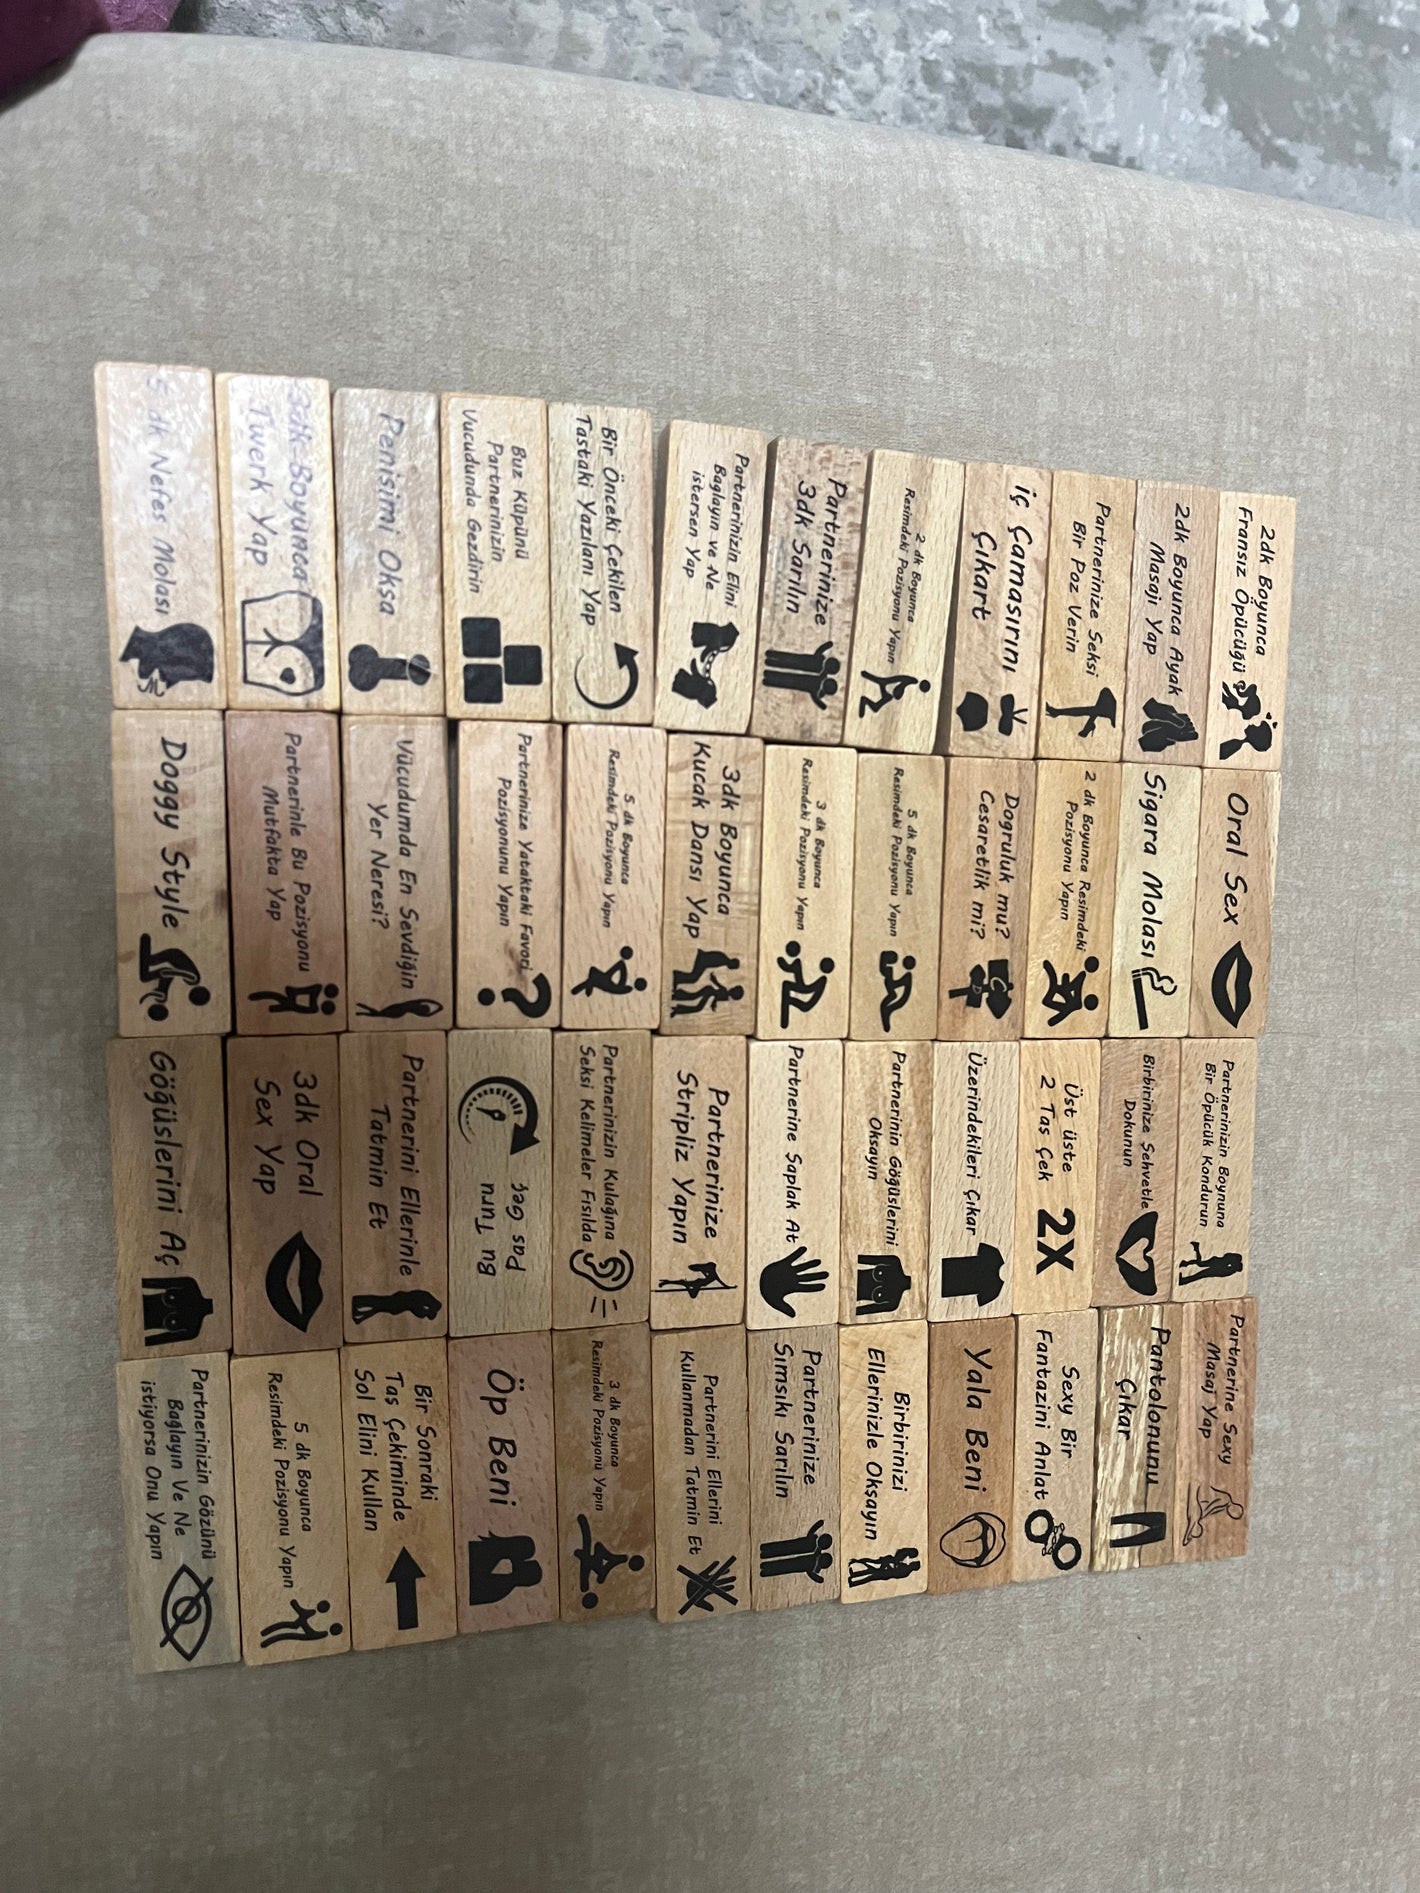 2dk Boyunca
Fransız Öpücüğü
2dk Boyunca Ayak
Masajı Yap
Partnerinize Seksi
Bir Poz Verin
iç Çamaşırını
Çıkart
2 dk Boyunca
Resimdeki Pozisyonu Yapın
Partnerinize
3dk Sarılın
Partnerinizin Elini
Bağlayın ve Ne
istersen Yap
Bir Önceki Çekilen
Taştaki Yazılanı Yap
Buz Küpünü
Partnerinizin
Vucudunda Gezdirin
Penisimi Okşa
3dk Boyunca
Twerk Yap
5 dk Nefes Molası
Oral Sex
Sigara Molası
2 dk Boyunca Resimdeki
Pozisyonu Yapın
Doğruluk mu?
Cesaretlik mi?
5 dk Boyunca
Resimdeki Pozisyonu Yapın
3 dk Boyunca
Resimdeki Pozisyonu Yapın
3dk Boyunca
Kucak Dansı Yap
5 dk Boyunca
Resimdeki Pozisyonu Yapın
Partnerinize Yataktaki Favori
Pozisyonunu Yapın
Vücudumda En Sevdiğin
Yer Neresi?
Partnerinle Bu Pozisyonu
Mutfakta Yap
Doggy Style
Partnerinizin Boynuna
Bir Öpücük Kondurun
Birbirinize Şehvetle
Dokunun
Üst üste
2 Taş Çek
2X
Üzerindekileri Çıkar
Partnerinin Göğüslerini
Okşayın
Partnerine Şaplak At
Partnerinize
Stripliz Yapın
Partnerinizin Kulağına
Seksi Kelimeler Fısılda
Bu Turu
Pas Geç
Partnerini Ellerinle
Tatmin Et
3dk Oral
Sex Yap
Göğüslerini Aç
Partnerine Sexy
Masaj Yap
Pantolonunu
Çıkar
Sexy Bir
Fantazini Anlat
Yala Beni
Birbirinizi
Ellerinizle Okşayın
Partnerinize
Sımsıkı Sarılın
Partnerini Ellerini
Kullanmadan Tatmin Et
3 dk Boyunca
Resimdeki Pozisyonu Yapın
Öp Beni
Bir Sonraki
Taş Çekiminde
Sol Elini Kullan
5 dk Boyunca
Resimdeki Pozisyonu Yapın
Partnerinizin Gözünü
Bağlayın Ve Ne
istiyorsa Onu Yapın